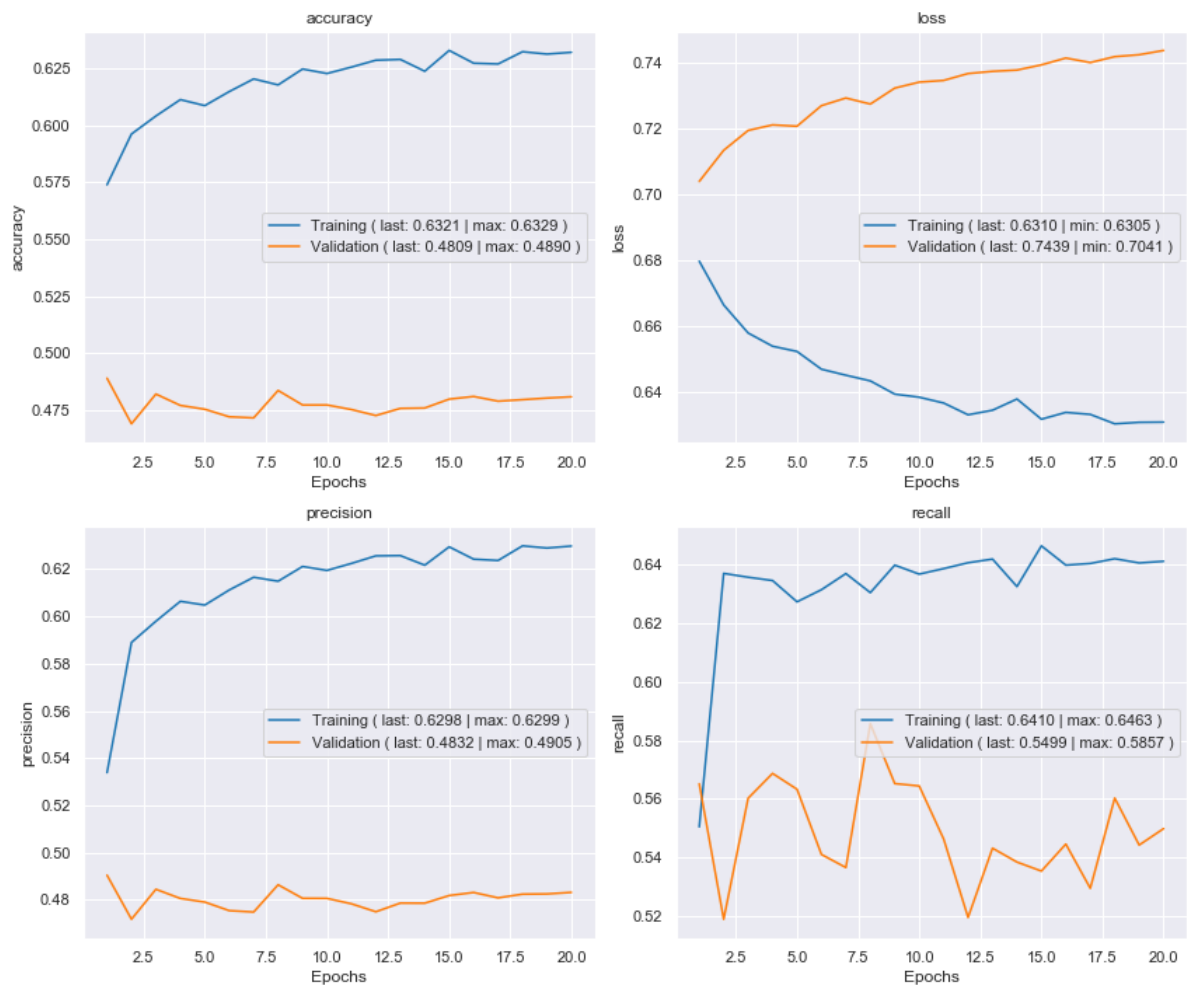 accuracy
accuracy
0.625
0.600
0.575
0.550
0.525
0.500
0.475
Training ( last: 0.6321 | max: 0.6329 )
Validation ( last: 0.4809 | max: 0.4890 )
2.5 5.0 7.5 10.0 12.5 15.0 17.5 20.0
Epochs
loss
loss
0.74
0.72
0.70
0.68
0.66
0.64
Training ( last: 0.6310 | min: 0.6305 )
Validation ( last: 0.7439 | min: 0.7041 )
2.5 5.0 7.5 10.0 12.5 15.0 17.5 20.0
Epochs
precision
precision
0.62
0.60
0.58
0.56
0.54
0.52
0.50
0.48
Training ( last: 0.6298 | max: 0.6299 )
Validation ( last: 0.4832 | max: 0.4905 )
2.5 5.0 7.5 10.0 12.5 15.0 17.5 20.0
Epochs
recall
recall
0.64
0.62
0.60
0.58
0.56
0.54
0.52
Training ( last: 0.6410 | max: 0.6463 )
Validation ( last: 0.5499 | max: 0.5857 )
2.5 5.0 7.5 10.0 12.5 15.0 17.5 20.0
Epochs